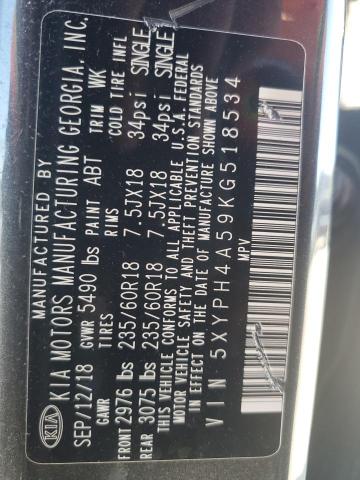 MANUFACTURED BY
KIA KIA MOTORS MANUFACTURING GEORGIA, INC.
SEP/12/18 GVWR 5490 lbs PAINT ABT TRIM WK
GAWR TIRES RIMS COLD TIRE INFL
FRONT 2976 lbs 235/60R18 7.5JX18 34psi SINGLE
REAR 3075 lbs 235/60R18 7.5JX18 34psi SINGLE
THIS VEHICLE CONFORMS TO ALL APPLICABLE U.S.A. FEDERAL
MOTOR VEHICLE SAFETY AND THEFT PREVENTION STANDARDS
IN EFFECT ON THE DATE OF MANUFACTURE SHOWN ABOVE
VIN 5XYPH4A59KG518534
MPV